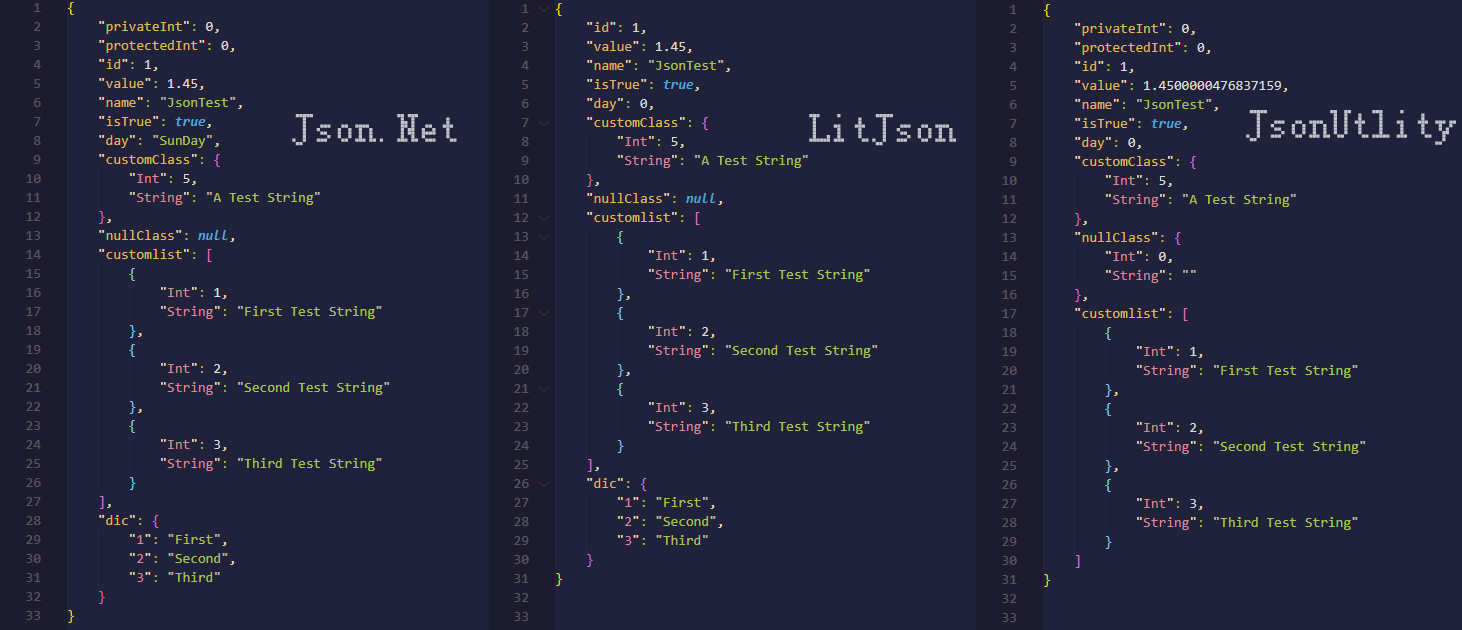 1 {
2 "privateInt": 0,
3 "protectedInt": 0,
4 "id": 1,
5 "value": 1.45,
6 "name": "JsonTest",
7 "isTrue": true,
8 "day": "SunDay",
9 "customClass": {
10 "Int": 5,
11 "String": "A Test String"
12 },
13 "nullClass": null,
14 "customlist": [
15 {
16 "Int": 1,
17 "String": "First Test String"
18 },
19 {
20 "Int": 2,
21 "String": "Second Test String"
22 },
23 {
24 "Int": 3,
25 "String": "Third Test String"
26 }
27 ],
28 "dic": {
29 "1": "First",
30 "2": "Second",
31 "3": "Third"
32 }
33 }
Json.Net
1 {
2 "id": 1,
3 "value": 1.45,
4 "name": "JsonTest",
5 "isTrue": true,
6 "day": 0,
7 "customClass": {
8 "Int": 5,
9 "String": "A Test String"
10 },
11 "nullClass": null,
12 "customlist": [
13 {
14 "Int": 1,
15 "String": "First Test String"
16 },
17 {
18 "Int": 2,
19 "String": "Second Test String"
20 },
21 {
22 "Int": 3,
23 "String": "Third Test String"
24 }
25 ],
26 "dic": {
27 "1": "First",
28 "2": "Second",
29 "3": "Third"
30 }
31 }
32
33
LitJson
1 {
2 "privateInt": 0,
3 "protectedInt": 0,
4 "id": 1,
5 "value": 1.4500000476837159,
6 "name": "JsonTest",
7 "isTrue": true,
8 "day": 0,
9 "customClass": {
10 "Int": 5,
11 "String": "A Test String"
12 },
13 "nullClass": {
14 "Int": 0,
15 "String": ""
16 },
17 "customlist": [
18 {
19 "Int": 1,
20 "String": "First Test String"
21 },
22 {
23 "Int": 2,
24 "String": "Second Test String"
25 },
26 {
27 "Int": 3,
28 "String": "Third Test String"
29 }
30 ]
31 }
32
33
JsonUtlity